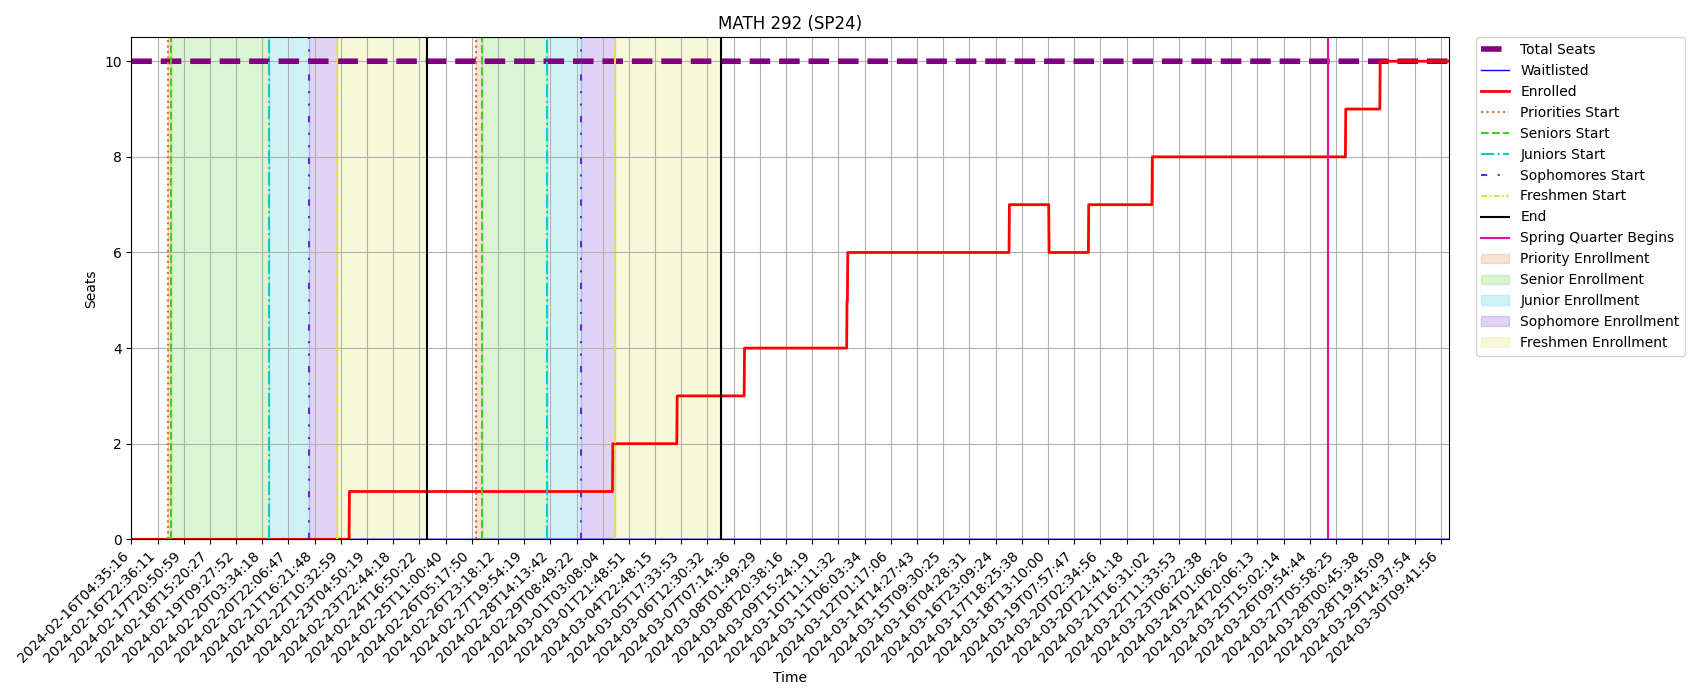 MATH 292 (SP24)
Seats
10
8
6
4
2
0
2024-02-16T04:35:16
2024-02-16T22:36:11
2024-02-17T20:50:59
2024-02-18T15:20:27
2024-02-19T09:27:52
2024-02-20T03:34:18
2024-02-20T22:06:47
2024-02-21T16:21:48
2024-02-22T10:32:59
2024-02-23T04:50:19
2024-02-23T22:44:18
2024-02-24T16:50:22
2024-02-25T11:00:40
2024-02-26T05:17:50
2024-02-26T23:18:12
2024-02-27T19:54:19
2024-02-28T14:13:42
2024-02-29T08:49:22
2024-03-01T03:08:04
2024-03-01T21:48:51
2024-03-04T22:48:15
2024-03-05T17:33:53
2024-03-06T12:30:32
2024-03-07T07:14:36
2024-03-08T01:49:29
2024-03-08T20:38:16
2024-03-09T15:24:19
2024-03-10T11:11:32
2024-03-11T06:03:34
2024-03-12T01:17:06
2024-03-14T14:27:43
2024-03-15T09:30:25
2024-03-16T04:28:31
2024-03-16T23:09:24
2024-03-17T18:25:38
2024-03-18T13:10:00
2024-03-19T07:57:47
2024-03-20T02:34:56
2024-03-20T21:41:18
2024-03-21T16:31:02
2024-03-22T11:33:53
2024-03-23T06:22:38
2024-03-24T01:06:26
2024-03-24T20:06:13
2024-03-25T15:02:14
2024-03-26T09:54:44
2024-03-27T05:58:25
2024-03-28T00:45:38
2024-03-28T19:45:09
2024-03-29T14:37:54
2024-03-30T09:41:56
Time
Total Seats
Waitlisted
Enrolled
Priorities Start
Seniors Start
Juniors Start
Sophomores Start
Freshmen Start
End
Spring Quarter Begins
Priority Enrollment
Senior Enrollment
Junior Enrollment
Sophomore Enrollment
Freshmen Enrollment